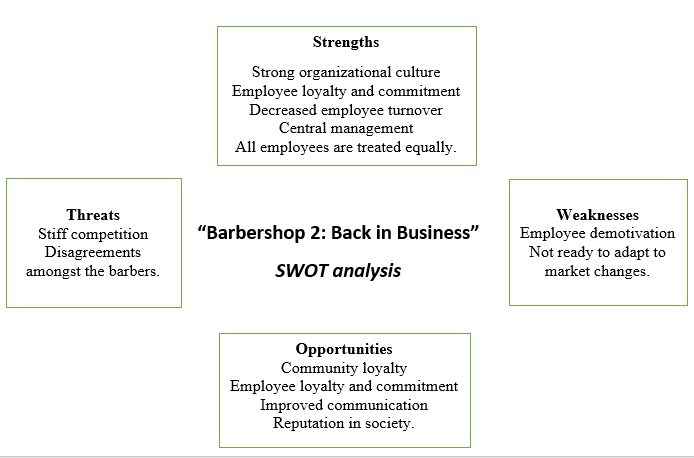 Strengths
Strong organizational culture
Employee loyalty and commitment
Decreased employee turnover
Central management
All employees are treated equally.
Threats
Stiff competition
Disagreements
amongst the barbers.
“Barbershop 2: Back in Business”
SWOT analysis
Weaknesses
Employee demotivation
Not ready to adapt to
market changes.
Opportunities
Community loyalty
Employee loyalty and commitment
Improved communication
Reputation in society.